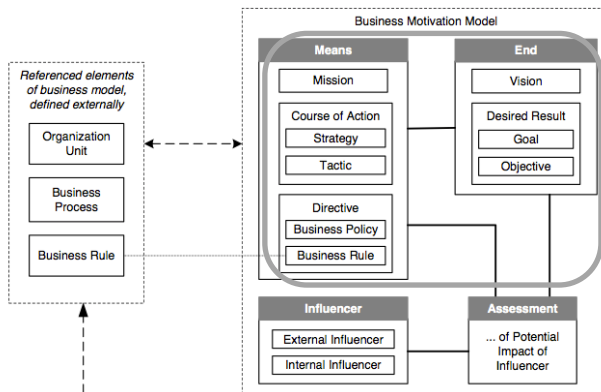 Business Motivation Model
Referenced elements
of business model,
defined externally
Organization
Unit
Business
Process
Business Rule
Means
Mission
Course of Action
Strategy
Tactic
Directive
Business Policy
Business Rule
End
Vision
Desired Result
Goal
Objective
Influencer
External Influencer
Internal Influencer
Assessment
... of Potential
Impact of
Influencer